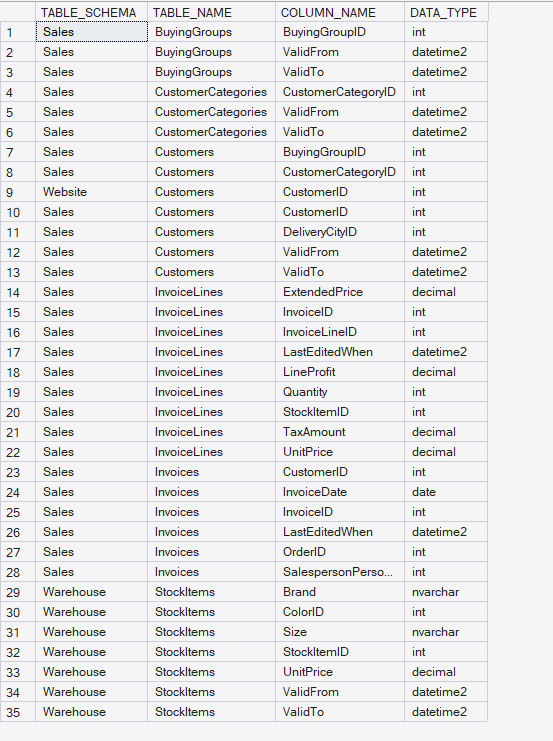 TABLE_SCHEMA TABLE_NAME COLUMN_NAME DATA_TYPE
1 Sales BuyingGroups BuyingGroupID int
2 Sales BuyingGroups ValidFrom datetime2
3 Sales BuyingGroups ValidTo datetime2
4 Sales CustomerCategories CustomerCategoryID int
5 Sales CustomerCategories ValidFrom datetime2
6 Sales CustomerCategories ValidTo datetime2
7 Sales Customers BuyingGroupID int
8 Sales Customers CustomerCategoryID int
9 Website Customers CustomerID int
10 Sales Customers CustomerID int
11 Sales Customers DeliveryCityID int
12 Sales Customers ValidFrom datetime2
13 Sales Customers ValidTo datetime2
14 Sales InvoiceLines ExtendedPrice decimal
15 Sales InvoiceLines InvoiceID int
16 Sales InvoiceLines InvoiceLineID int
17 Sales InvoiceLines LastEditedWhen datetime2
18 Sales InvoiceLines LineProfit decimal
19 Sales InvoiceLines Quantity int
20 Sales InvoiceLines StockItemID int
21 Sales InvoiceLines TaxAmount decimal
22 Sales InvoiceLines UnitPrice decimal
23 Sales Invoices CustomerID int
24 Sales Invoices InvoiceDate date
25 Sales Invoices InvoiceID int
26 Sales Invoices LastEditedWhen datetime2
27 Sales Invoices OrderID int
28 Sales Invoices SalespersonPerso... int
29 Warehouse StockItems Brand nvarchar
30 Warehouse StockItems ColorID int
31 Warehouse StockItems Size nvarchar
32 Warehouse StockItems StockItemID int
33 Warehouse StockItems UnitPrice decimal
34 Warehouse StockItems ValidFrom datetime2
35 Warehouse StockItems ValidTo datetime2